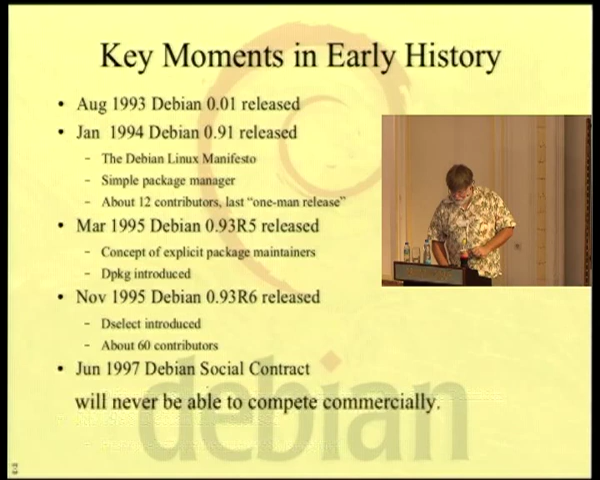 Key Moments in Early History
• Aug 1993 Debian 0.01 released
• Jan 1994 Debian 0.91 released
- The Debian Linux Manifesto
- Simple package manager
- About 12 contributors, last “one-man release”
• Mar 1995 Debian 0.93R5 released
- Concept of explicit package maintainers
- Dpkg introduced
• Nov 1995 Debian 0.93R6 released
- Dselect introduced
- About 60 contributors
• Jun 1997 Debian Social Contract
will never be able to compete commercially.
debian